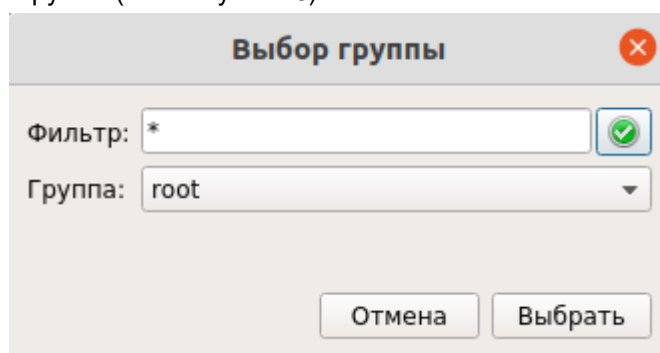 Выбор группы
Фильтр: *
Группа: root
Отмена Выбрать